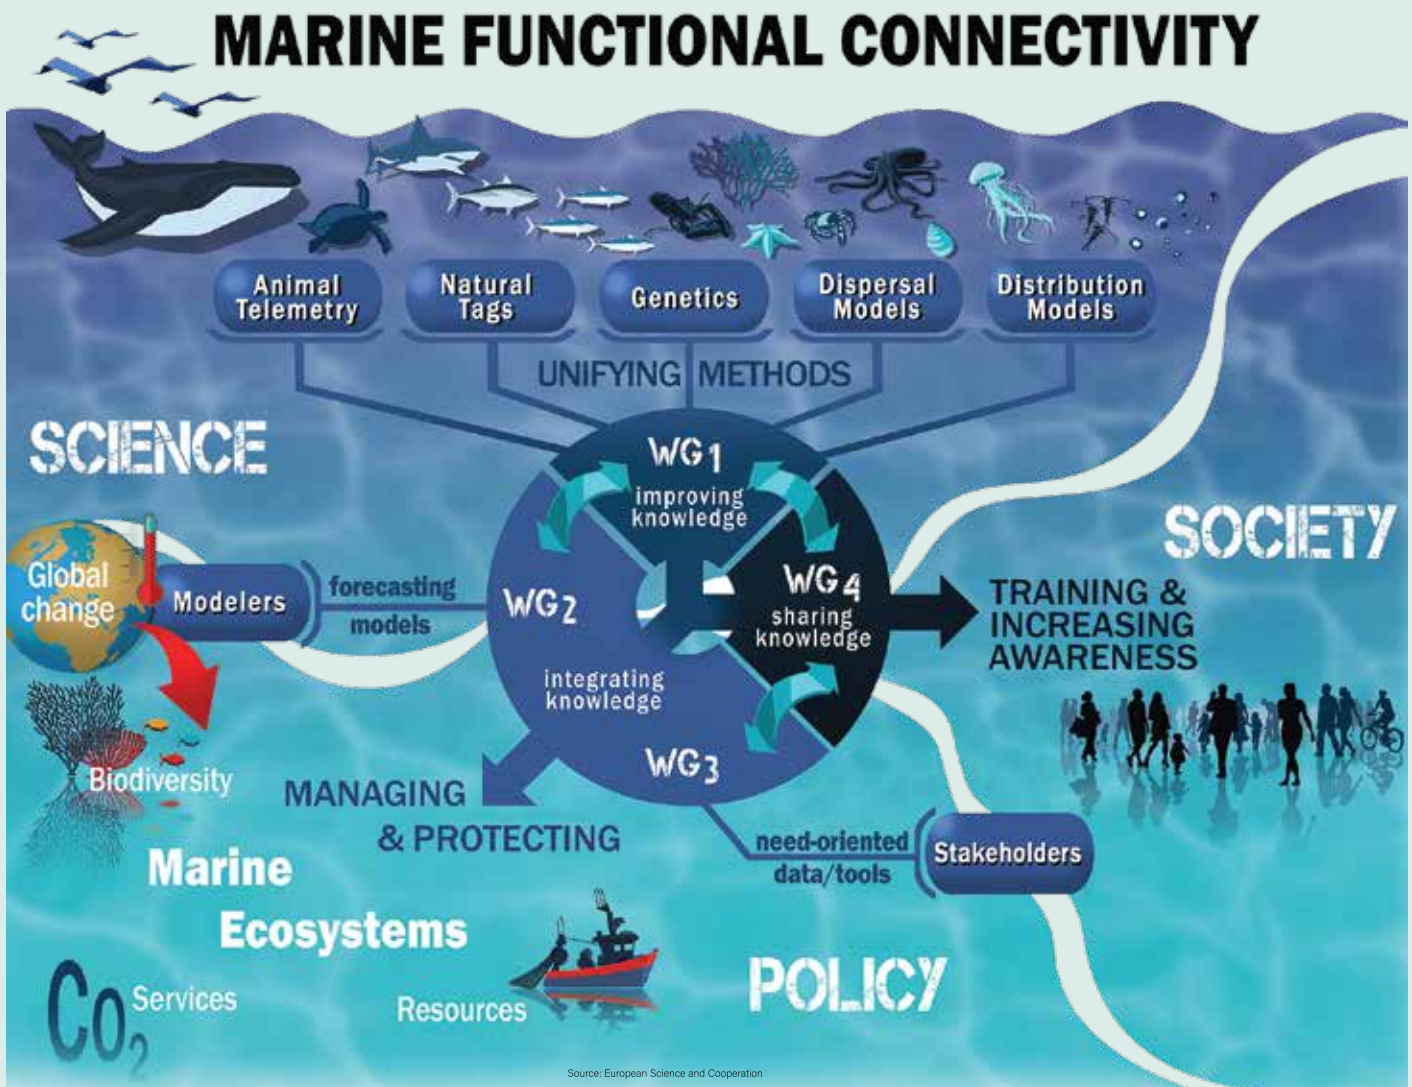 MARINE FUNCTIONAL CONNECTIVITY
Animal
Telemetry
Natural
Tags
Genetics
Dispersal
Models
Distribution
Models
UNIFYING METHODS
SCIENCE
WG1
improving
knowledge
SOCIETY
Global
change
Modelers
forecasting
models
WG2
integrating
knowledge
WG4
sharing
knowledge
TRAINING &
INCREASING
AWARENESS
WG3
Biodiversity
MANAGING
& PROTECTING
need-oriented
data/tools
Stakeholders
Marine
Ecosystems
Co2
Services
Resources
POLICY
Source: European Science and Cooperation